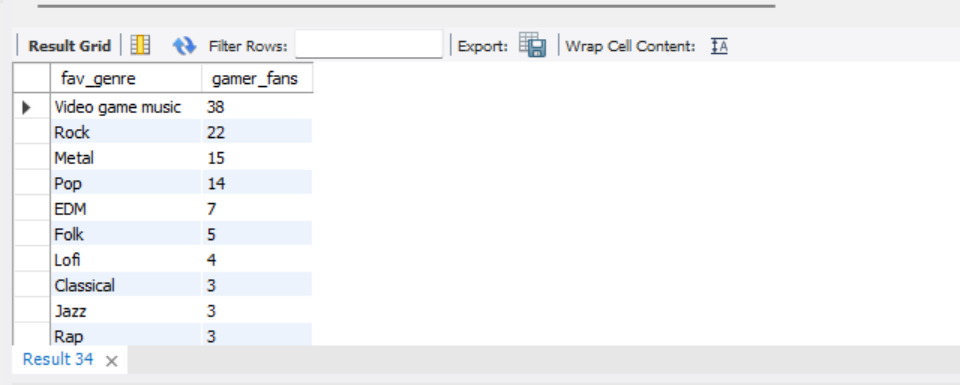 Result Grid Filter Rows: Export: Wrap Cell Content: IA
fav_genre gamer_fans
Video game music 38
Rock 22
Metal 15
Pop 14
EDM 7
Folk 5
Lofi 4
Classical 3
Jazz 3
Rap 3
Result 34 ×